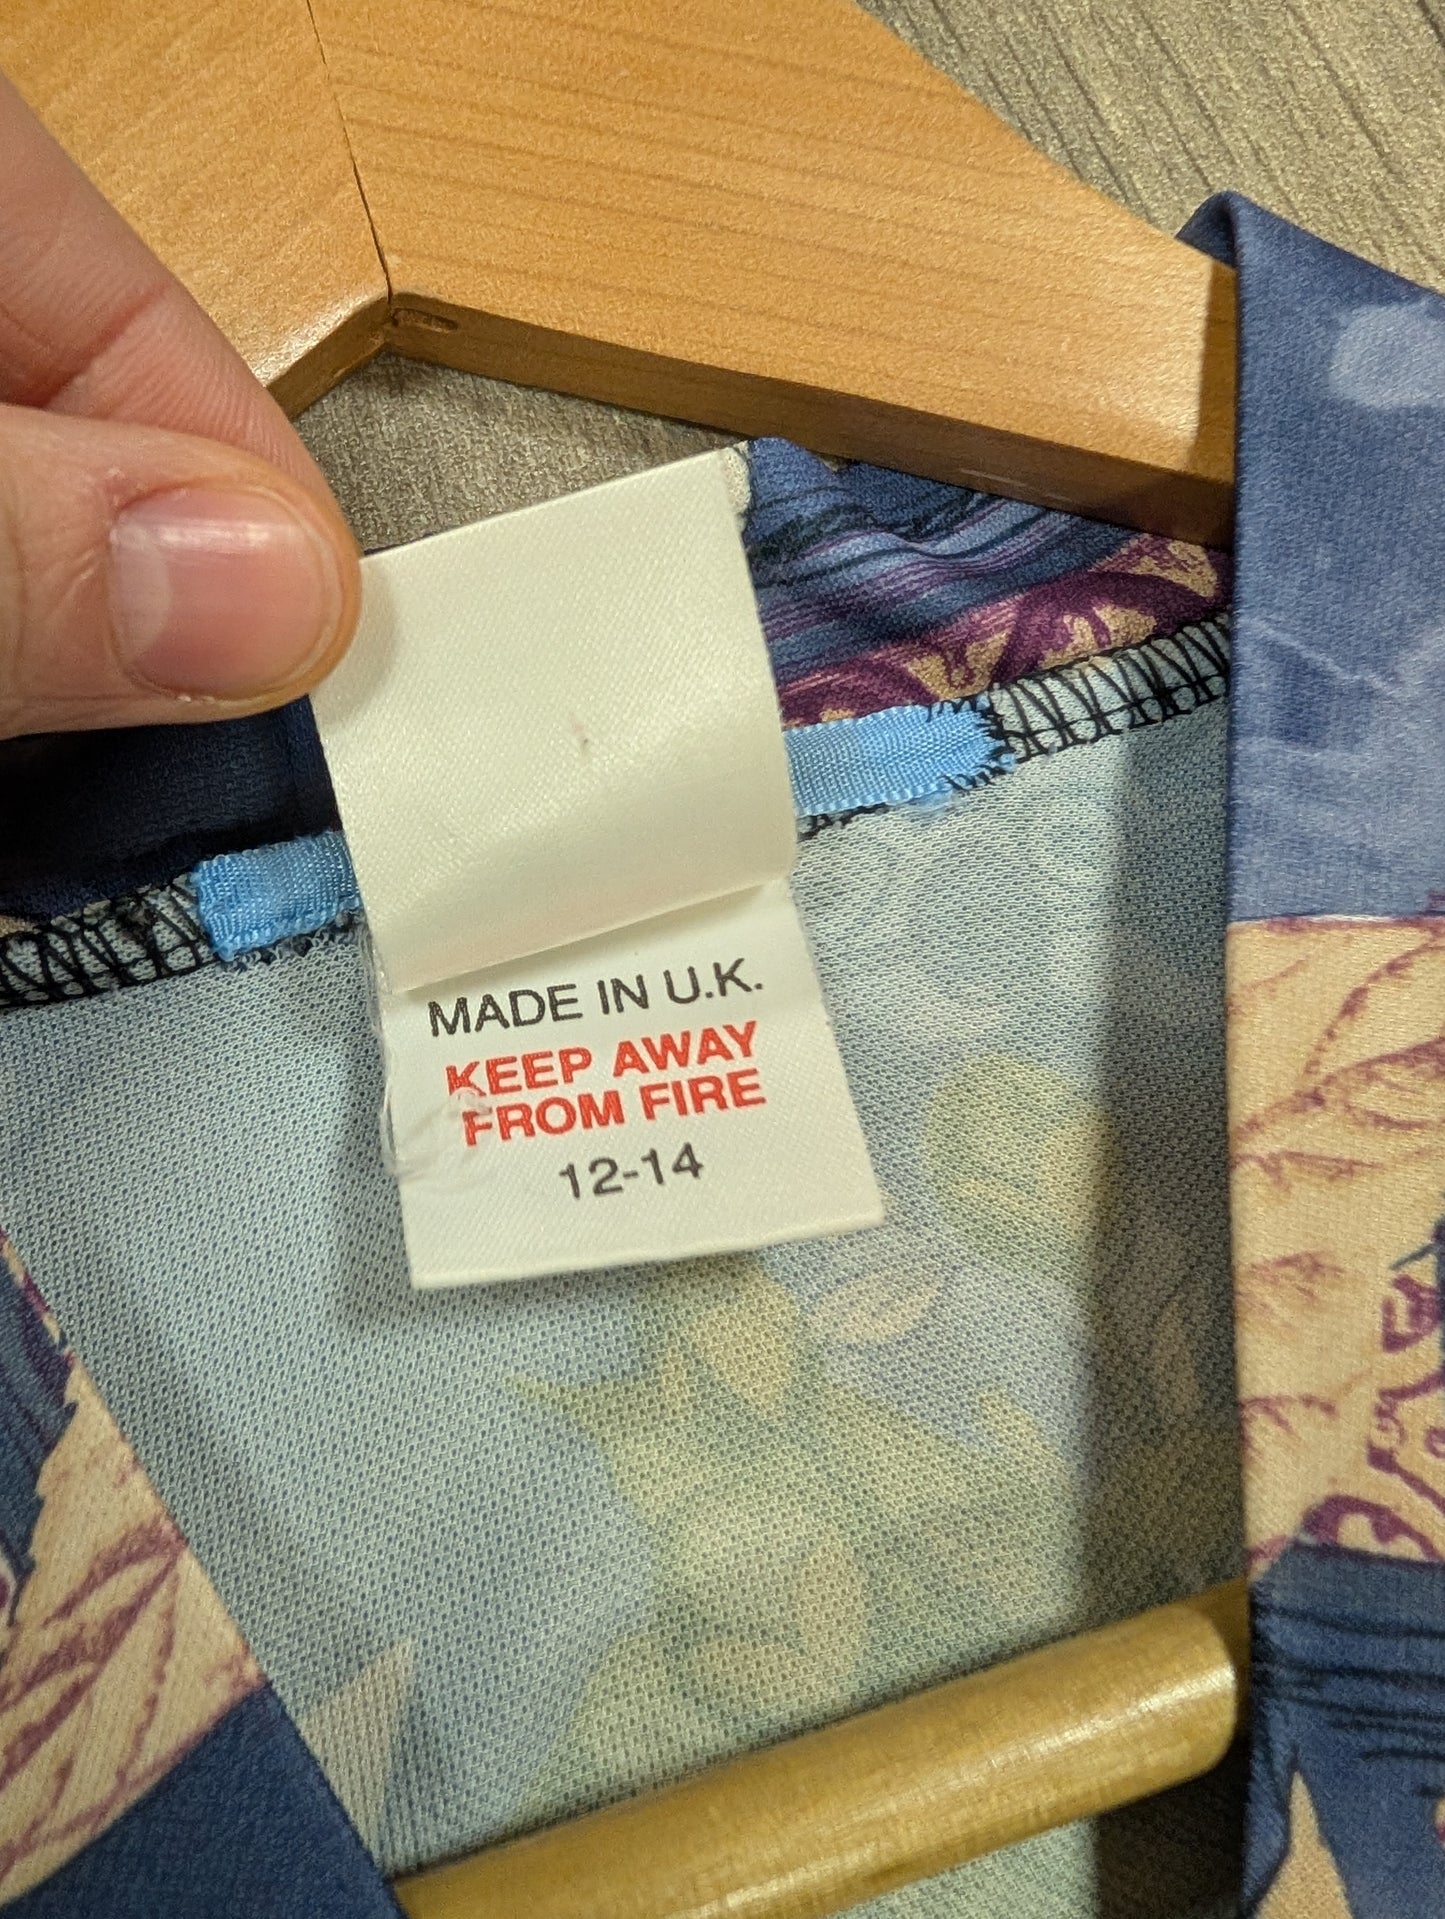 MADE IN U.K.
KEEP AWAY
FROM FIRE
12-14